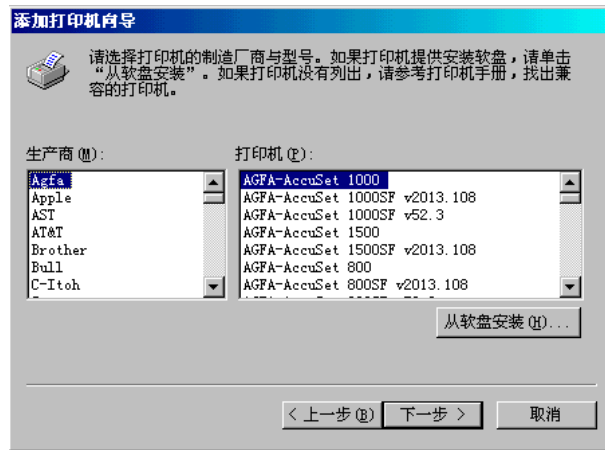 添加打印机向导
请选择打印机的制造厂商与型号。如果打印机提供安装软盘，请单击
“从软盘安装”。如果打印机没有列出，请参考打印机手册，找出兼
容的打印机。
生产商(M):
打印机(P):
Agfa
Apple
AST
AT&T
Brother
Bull
C-Itoh
AGFA-AccuSet 1000
AGFA-AccuSet 1000SF v2013.108
AGFA-AccuSet 1000SF v52.3
AGFA-AccuSet 1500
AGFA-AccuSet 1500SF v2013.108
AGFA-AccuSet 800
AGFA-AccuSet 800SF v2013.108
从软盘安装(H)...
< 上一步(B)
下一步 >
取消